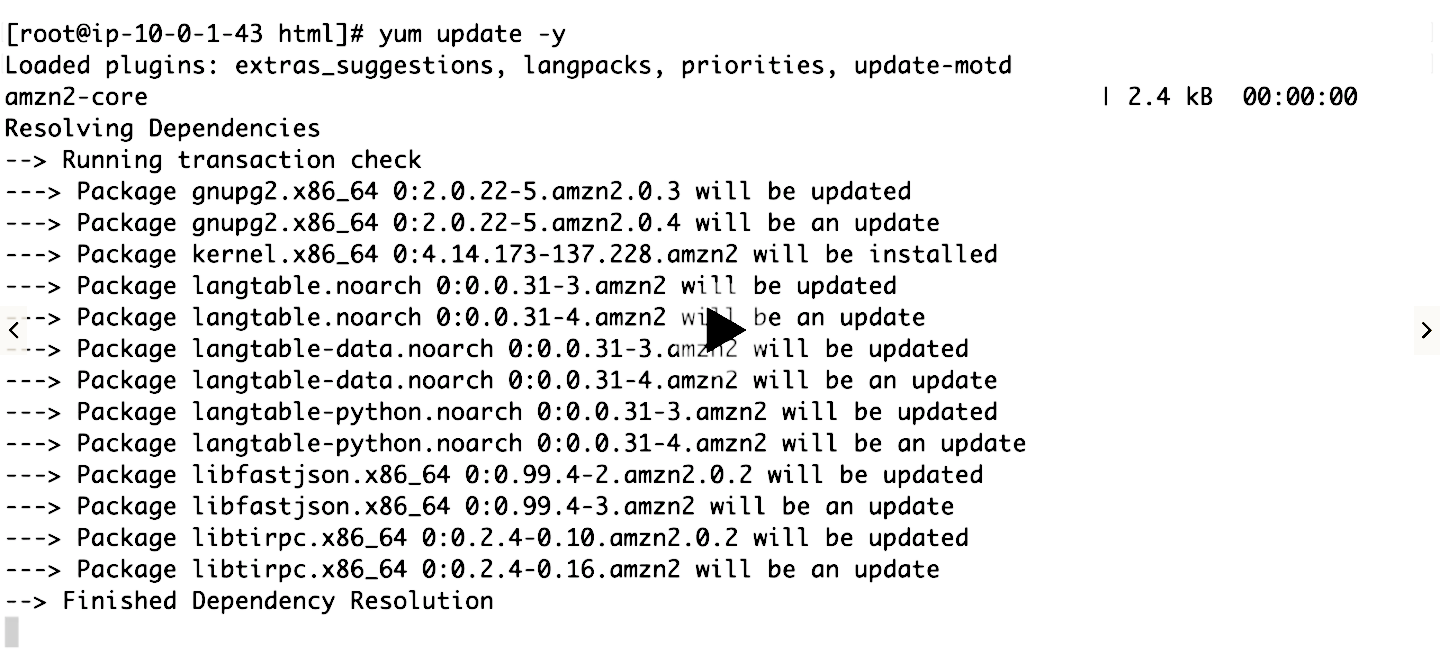 [root@ip-10-0-1-43 html]# yum update -y
Loaded plugins: extras_suggestions, langpacks, priorities, update-motd
amzn2-core | 2.4 kB 00:00:00
Resolving Dependencies
--> Running transaction check
---> Package gnupg2.x86_64 0:2.0.22-5.amzn2.0.3 will be updated
---> Package gnupg2.x86_64 0:2.0.22-5.amzn2.0.4 will be an update
---> Package kernel.x86_64 0:4.14.173-137.228.amzn2 will be installed
---> Package langtable.noarch 0:0.0.31-3.amzn2 will be updated
---> Package langtable.noarch 0:0.0.31-4.amzn2 will be an update
---> Package langtable-data.noarch 0:0.0.31-3.amzn2 will be updated
---> Package langtable-data.noarch 0:0.0.31-4.amzn2 will be an update
---> Package langtable-python.noarch 0:0.0.31-3.amzn2 will be updated
---> Package langtable-python.noarch 0:0.0.31-4.amzn2 will be an update
---> Package libfastjson.x86_64 0:0.99.4-2.amzn2.0.2 will be updated
---> Package libfastjson.x86_64 0:0.99.4-3.amzn2 will be an update
---> Package libtirpc.x86_64 0:0.2.4-0.10.amzn2.0.2 will be updated
---> Package libtirpc.x86_64 0:0.2.4-0.16.amzn2 will be an update
--> Finished Dependency Resolution